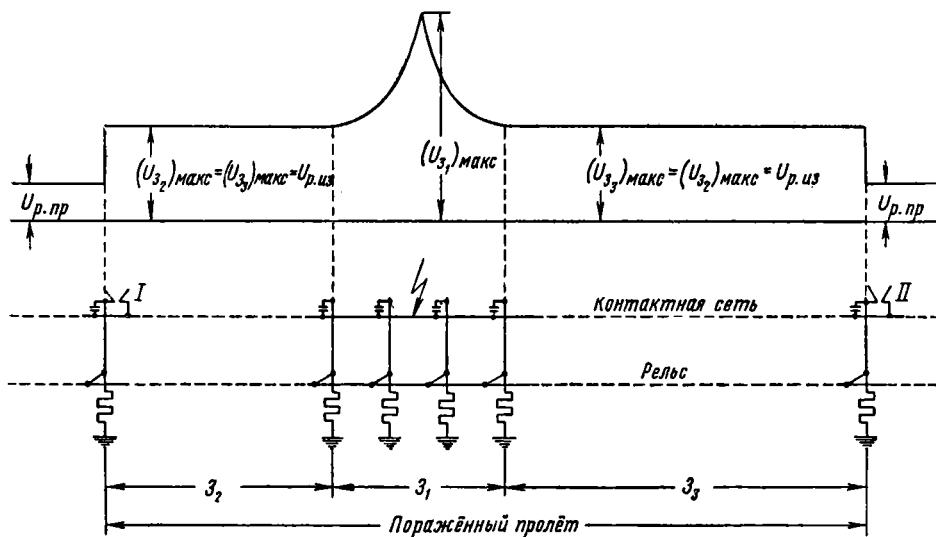 (U₃₁)макс
(U₃₂)макс=(U₃₃)макс=Uр.из
(U₃₃)макс=(U₃₂)макс=Uр.из
Uр.пр
Uр.пр
I
II
Контактная сеть
Рельс
З₂
З₁
З₃
Поражённый пролёт